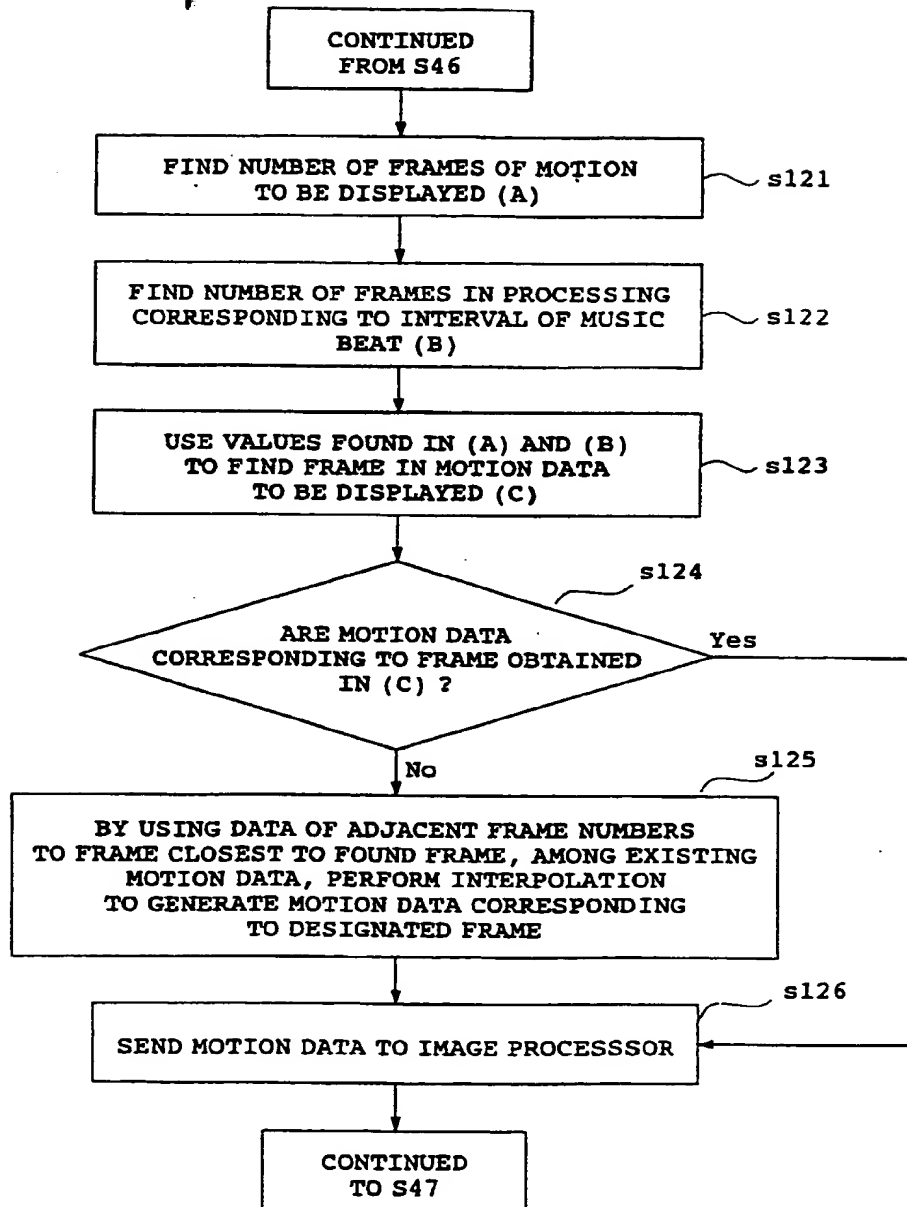 CONTINUED
FROM S46
FIND NUMBER OF FRAMES OF MOTION
TO BE DISPLAYED (A)
s121
FIND NUMBER OF FRAMES IN PROCESSING
CORRESPONDING TO INTERVAL OF MUSIC
BEAT (B)
s122
USE VALUES FOUND IN (A) AND (B)
TO FIND FRAME IN MOTION DATA
TO BE DISPLAYED (C)
s123
s124
ARE MOTION DATA
CORRESPONDING TO FRAME OBTAINED
IN (C) ?
Yes
No
s125
BY USING DATA OF ADJACENT FRAME NUMBERS
TO FRAME CLOSEST TO FOUND FRAME, AMONG EXISTING
MOTION DATA, PERFORM INTERPOLATION
TO GENERATE MOTION DATA CORRESPONDING
TO DESIGNATED FRAME
s126
SEND MOTION DATA TO IMAGE PROCESSSOR
CONTINUED
TO S47